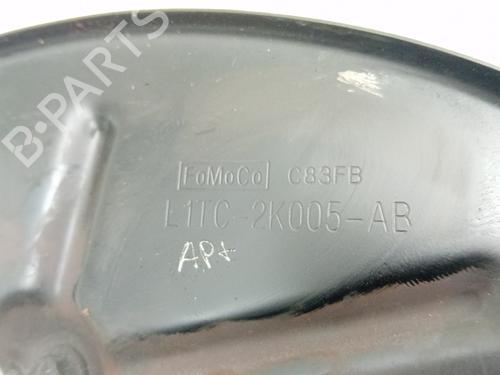 B-PARTS
FoMoCo C83FB
L1TC-2K005-AB
AP+